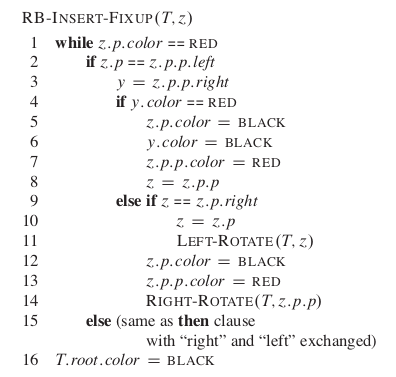 RB-INSERT-FIXUP(T, z)
1 while z.p.color == RED
2 if z.p == z.p.p.left
3 y = z.p.p.right
4 if y.color == RED
5 z.p.color = BLACK
6 y.color = BLACK
7 z.p.p.color = RED
8 z = z.p.p
9 else if z == z.p.right
10 z = z.p
11 LEFT-ROTATE(T, z)
12 z.p.color = BLACK
13 z.p.p.color = RED
14 RIGHT-ROTATE(T, z.p.p)
15 else (same as then clause
with “right” and “left” exchanged)
16 T.root.color = BLACK